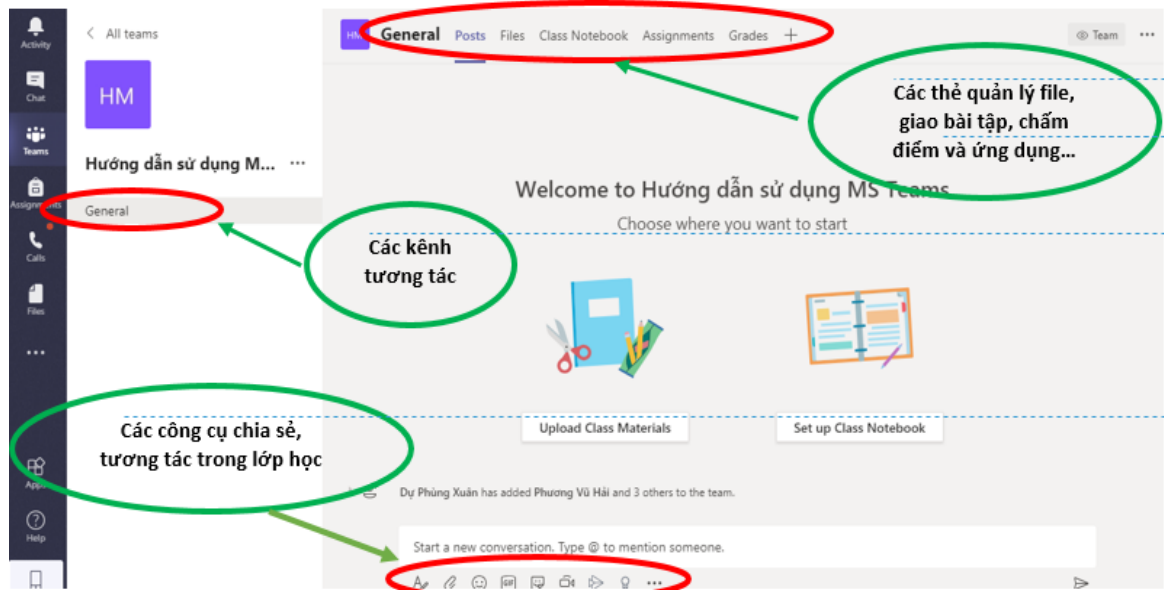 Activity
Chat
Teams
Assignments
Calls
Files
Help
All teams
HM
Hướng dẫn sử dụng M... ...
General
General Posts Files Class Notebook Assignments Grades +
Team ...
Các thẻ quản lý file,
giao bài tập, chấm
điểm và ứng dụng...
Welcome to Hướng dẫn sử dụng MS Teams
Choose where you want to start
Các kênh
tương tác
Upload Class Materials
Set up Class Notebook
Các công cụ chia sẻ,
tương tác trong lớp học
Dự Phùng Xuân has added Phương Vũ Hải and 3 others to the team.
Start a new conversation. Type @ to mention someone.
GIF